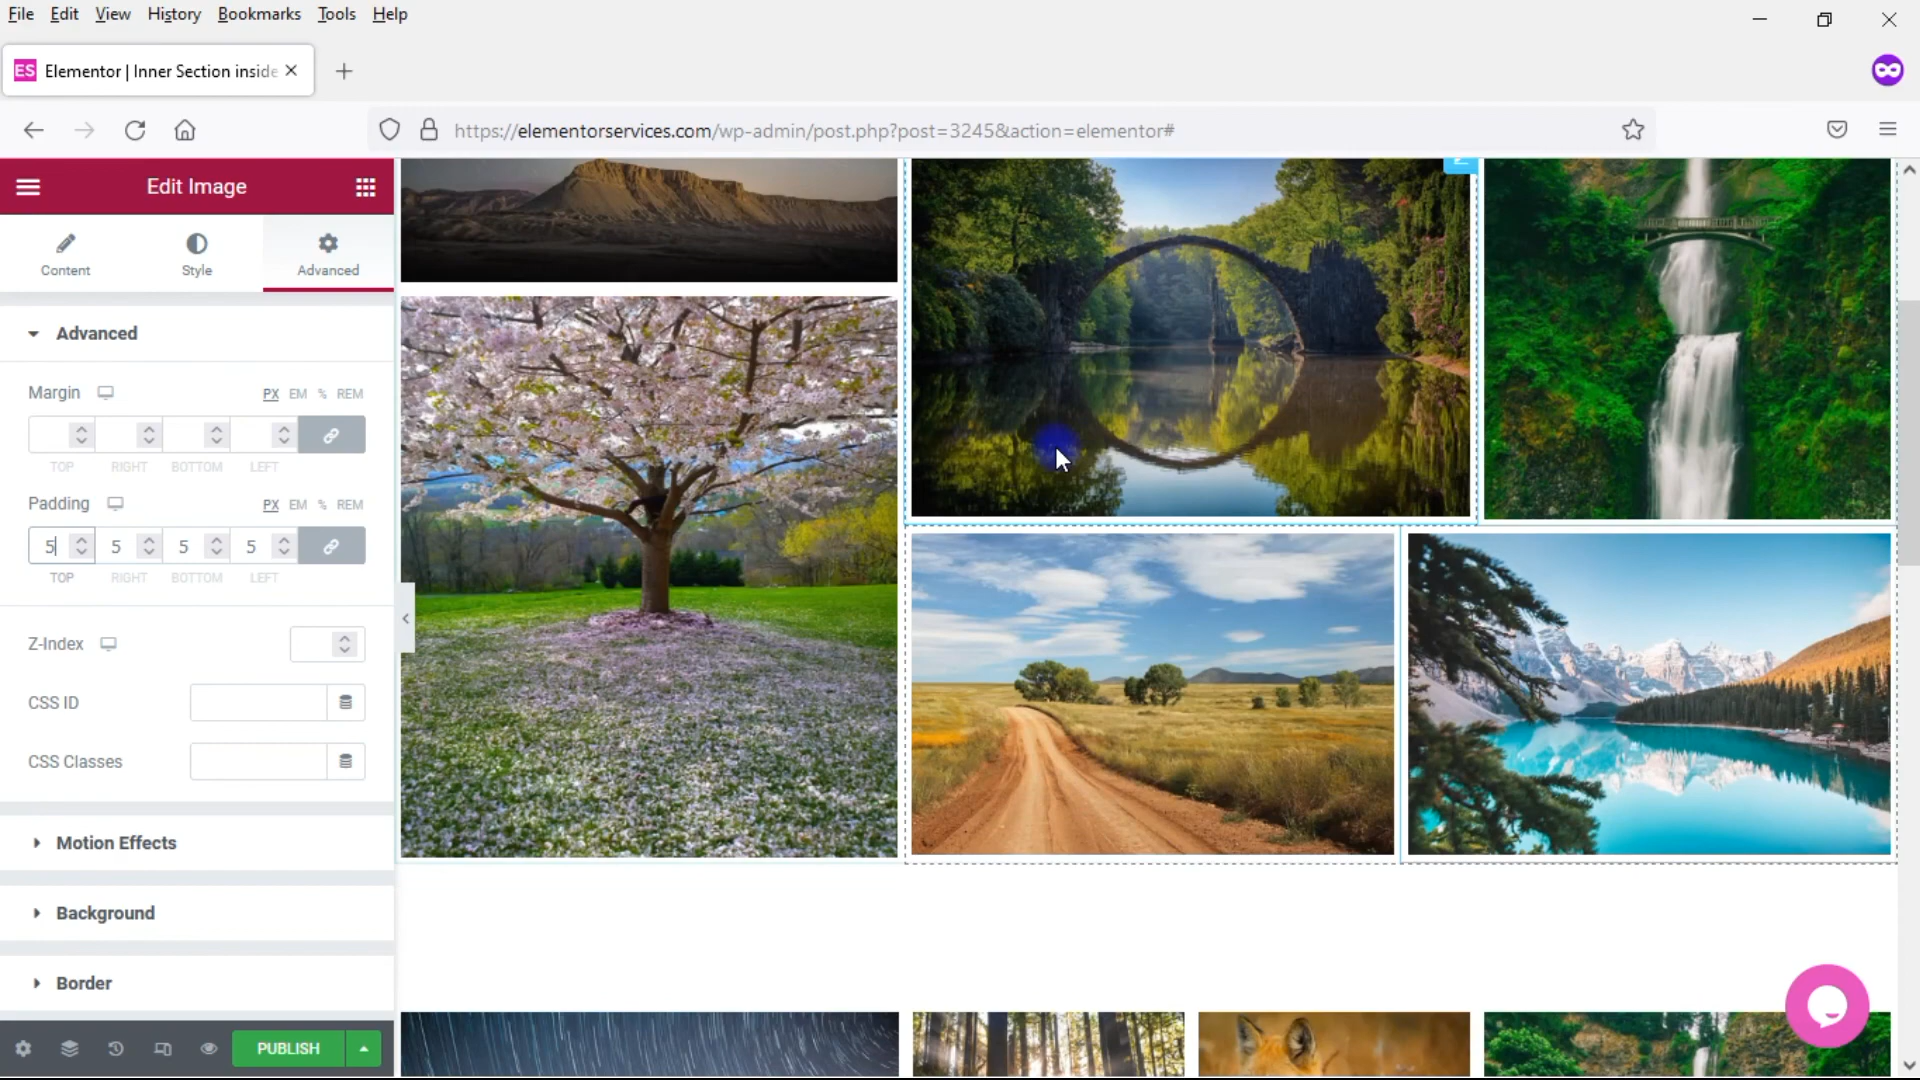 File Edit View History Bookmarks Tools Help
ES Elementor | Inner Section inside
https://elementorservices.com/wp-admin/post.php?post=3245&action=elementor#
Edit Image
Content Style Advanced
Advanced
Margin PX EM % REM
TOP RIGHT BOTTOM LEFT
Padding PX EM % REM
5 5 5 5
TOP RIGHT BOTTOM LEFT
Z-Index
CSS ID
CSS Classes
Motion Effects
Background
Border
PUBLISH